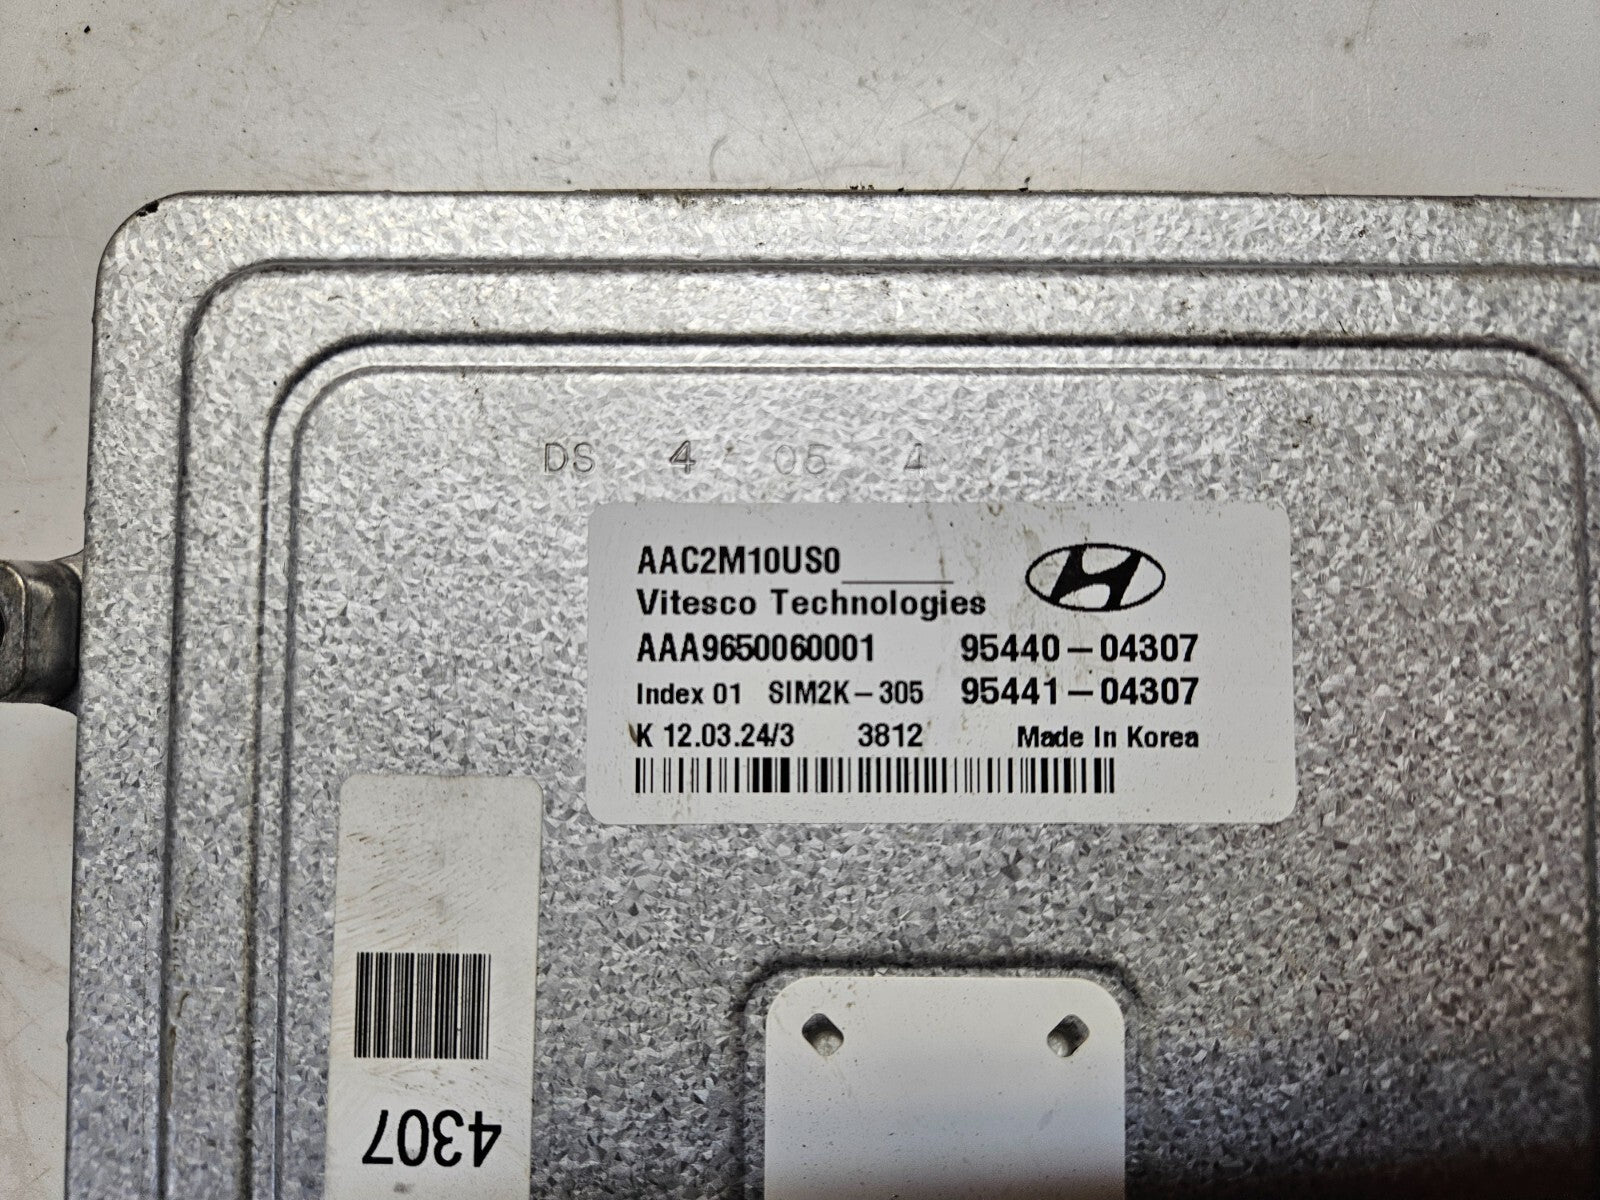 DS 4 05 4
AAC2M10US0
Vitesco Technologies
AAA9650060001 95440-04307
Index 01 SIM2K-305 95441-04307
K 12.03.24/3 3812 Made In Korea
4307